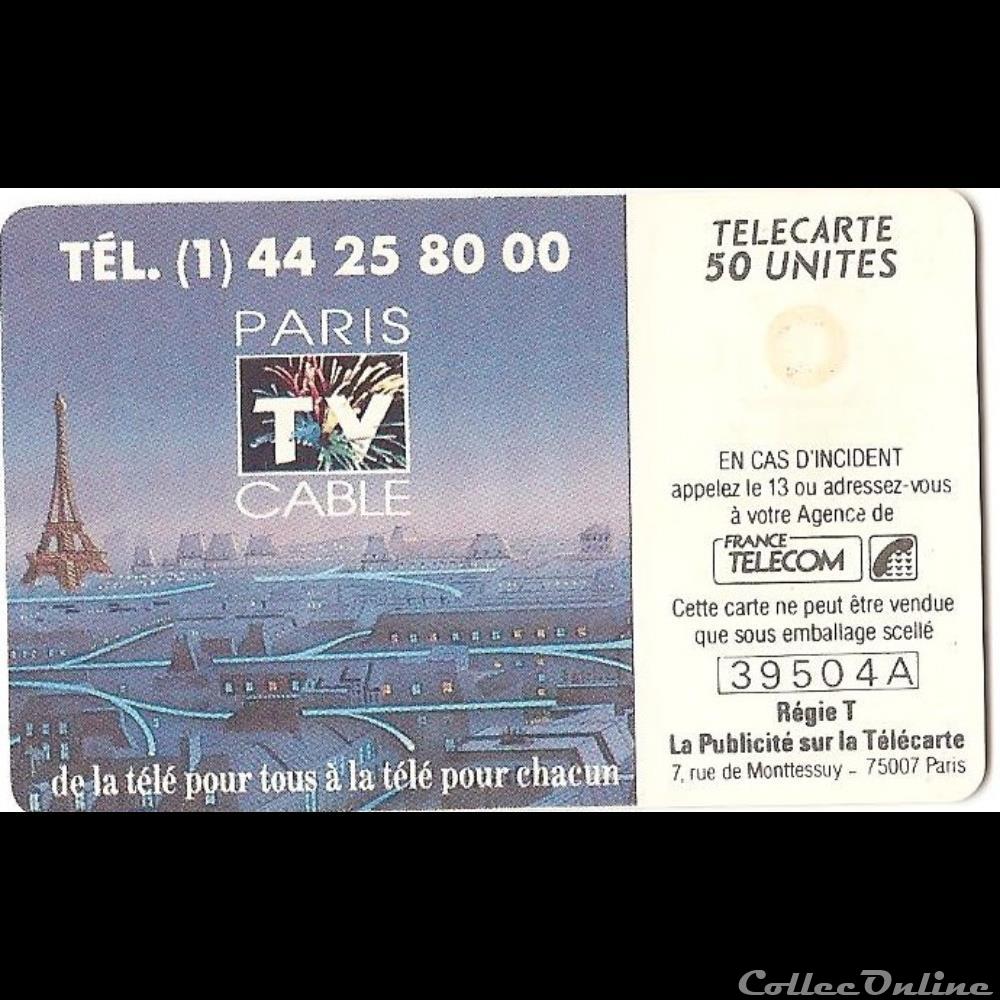 TÉL. (1) 44 25 80 00
PARIS
TV
CABLE
de la télé pour tous à la télé pour chacun
TELECARTE
50 UNITES
EN CAS D'INCIDENT
appelez le 13 ou adressez-vous
à votre Agence de
FRANCE
TELECOM
Cette carte ne peut être vendue
que sous emballage scellé
39504A
Régie T
La Publicité sur la Télécarte
7, rue de Monttessuy - 75007 Paris
CollecOnline